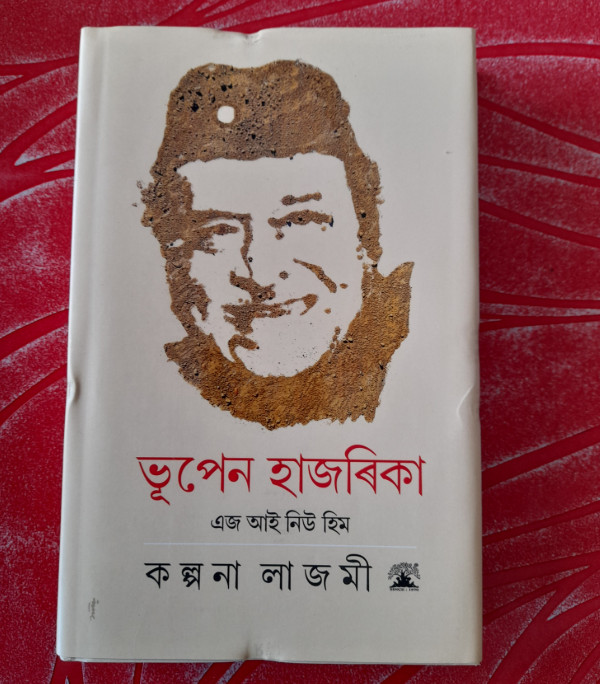 ভূপেন হাজৰিকা
এজ আই নিউ হিম
কল্পনা লাজমী